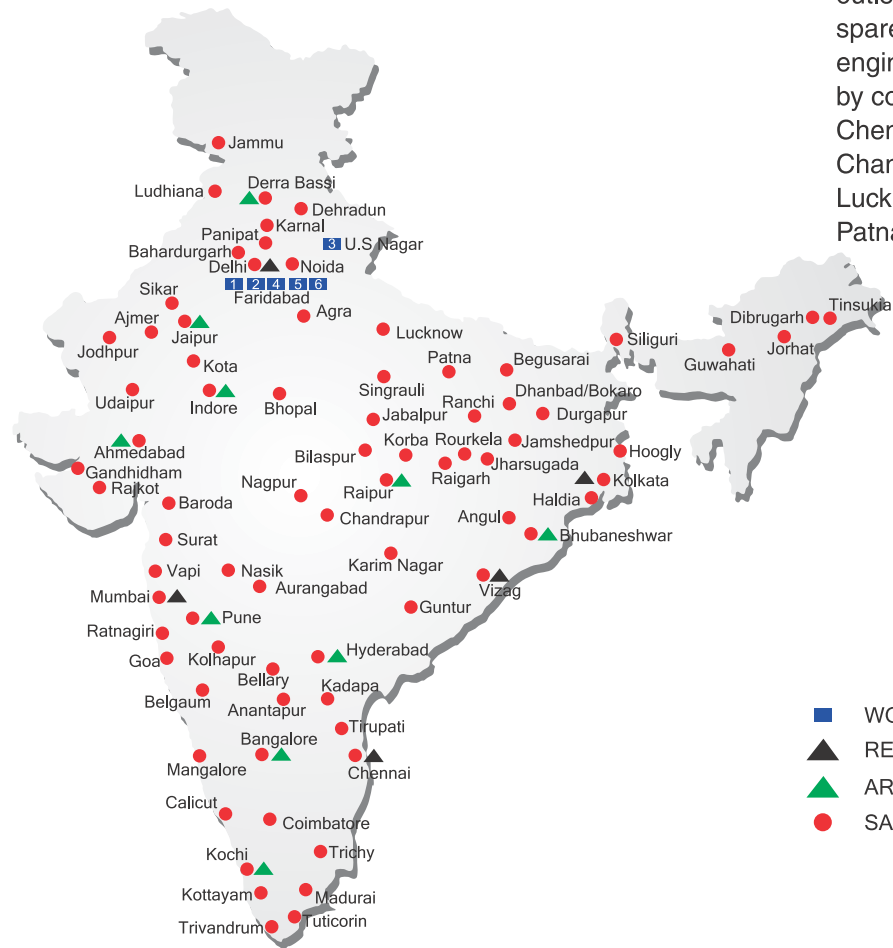 spare
engin
by co
Chen
Char
Luck
Patna
Jammu
Ludhiana
Derra Bassi
Dehradun
Karnal
Panipat
Bahardurgarh
3 U.S Nagar
Delhi
Noida
1 2 4 5 6
Faridabad
Sikar
Agra
Ajmer
Jaipur
Jodhpur
Lucknow
Siliguri
Dibrugarh
Tinsukia
Jorhat
Guwahati
Kota
Patna
Begusarai
Udaipur
Indore
Bhopal
Singrauli
Dhanbad/Bokaro
Ranchi
Durgapur
Jabalpur
Ahmedabad
Korba
Rourkela
Jamshedpur
Bilaspur
Hoogly
Gandhidham
Rajkot
Raigarh
Jharsugada
Nagpur
Raipur
Kolkata
Haldia
Baroda
Chandrapur
Angul
Bhubaneshwar
Surat
Karim Nagar
Vapi
Nasik
Aurangabad
Vizag
Mumbai
Guntur
Pune
Ratnagiri
Kolhapur
Hyderabad
Goa
Bellary
Kadapa
Belgaum
Anantapur
Tirupati
Bangalore
Mangalore
Chennai
WO
RE
AR
SA
Calicut
Coimbatore
Kochi
Trichy
Kottayam
Madurai
Tuticorin
Trivandrum